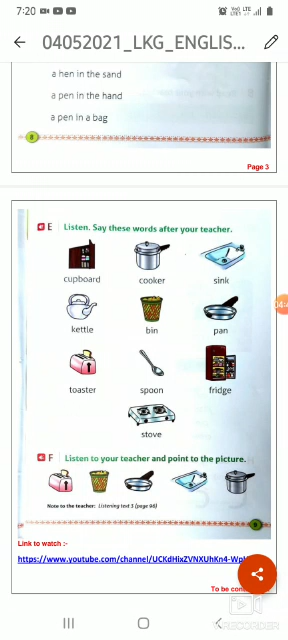 7:20
04052021_LKG_ENGLIS...
a hen in the sand
a pen in the hand
a pen in a bag
8
Page 3
E Listen. Say these words after your teacher.
cupboard cooker sink
kettle bin pan
toaster spoon fridge
stove
F Listen to your teacher and point to the picture.
Note to the teacher: Listening text 3 (page 98)
9
Link to watch :-
https://www.youtube.com/channel/UCKdHixZVNXUhKn4-
To be
RECORDER